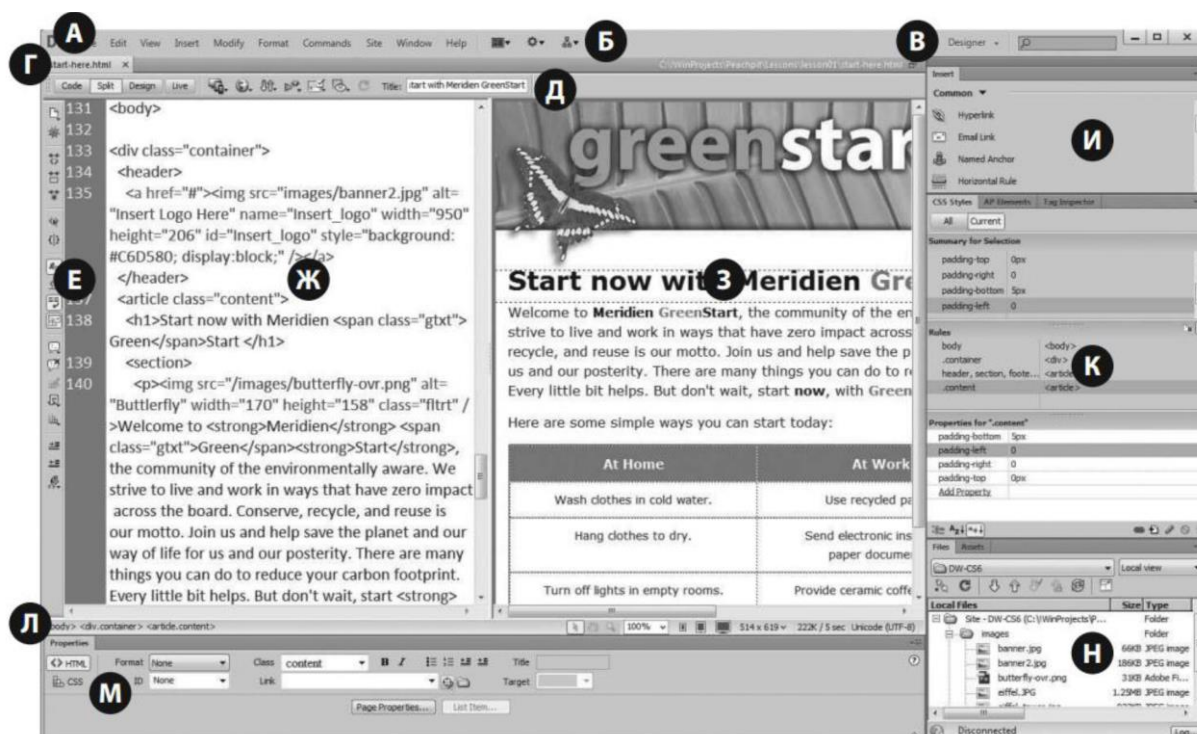 А Б В
Edit View Insert Modify Format Commands Site Window Help
Designer
Г
start-here.html ×
C:\WinProjects\Peachpit\Lessons\lesson01\start-here.html
Code Split Design Live Title: start with Meridien GreenStart Д
131 <body>
132
133 <div class="container">
134 <header>
135 <a href="#"><img src="images/banner2.jpg" alt=
"Insert Logo Here" name="Insert_logo" width="950"
height="206" id="Insert_logo" style="background:
#C6D580; display:block;" /></a>
</header>
Е Ж
137 <article class="content">
138 <h1>Start now with Meridien <span class="gtxt">
Green</span>Start </h1>
139 <section>
140 <p><img src="/images/butterfly-ovr.png" alt=
"Buttlerfly" width="170" height="158" class="fltrt" /
>Welcome to <strong>Meridien</strong> <span
class="gtxt">Green</span><strong>Start</strong>,
the community of the environmentally aware. We
strive to live and work in ways that have zero impact
across the board. Conserve, recycle, and reuse is
our motto. Join us and help save the planet and our
way of life for us and our posterity. There are many
things you can do to reduce your carbon footprint.
Every little bit helps. But don't wait, start <strong>
greenstar
З
Start now with Meridien Gre
Welcome to Meridien GreenStart, the community of the en
strive to live and work in ways that have zero impact across
recycle, and reuse is our motto. Join us and help save the p
us and our posterity. There are many things you can do to re
Every little bit helps. But don't wait, start now, with Green
Here are some simple ways you can start today:
At Home At Work
Wash clothes in cold water. Use recycled pa
Hang clothes to dry. Send electronic ins
paper docume
Turn off lights in empty rooms. Provide ceramic coffe
Insert
Common
Hyperlink
Email Link
Named Anchor
Horizontal Rule
И
CSS Styles AP Elements Tag Inspector
All Current
Summary for Selection
padding-top 0px
padding-right 0
padding-bottom 5px
padding-left 0
Rules
body <body>
.container <div>
header, section, foote... <article>
.content <article>
К
Properties for ".content"
padding-bottom 5px
padding-left 0
padding-right 0
padding-top 0px
Add Property
Files Assets
DW-CS6 Local view
Local Files Size Type
Site - DW-CS6 (C:\!WinProjects\P... Folder
images Folder
banner.jpg 66KB JPEG image
banner2.jpg 186KB JPEG image
butterfly-ovr.png 31KB Adobe Fi...
eiffel.JPG 1.25MB JPEG image
Н
Disconnected Log
Л
<body> <div.container> <article.content> 100% 514 x 619 222K / 5 sec Unicode (UTF-8)
Properties
<> HTML Format None Class content B I Title
CSS ID None Link Target
М
Page Properties... List Item...